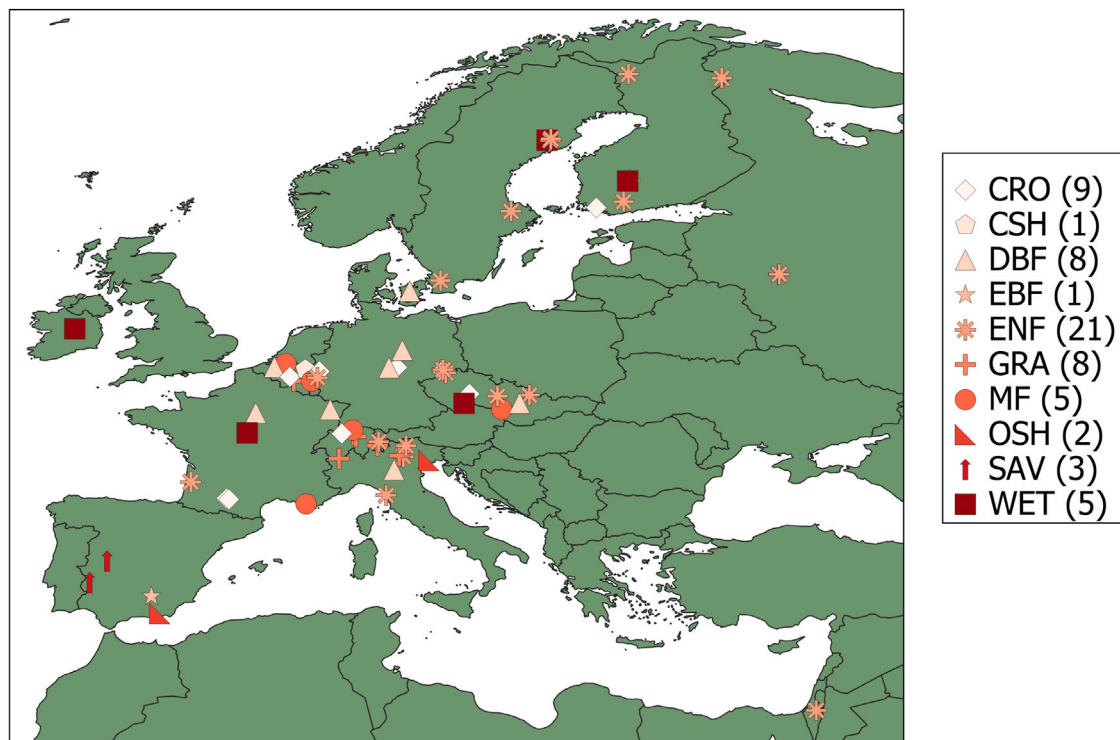 CRO (9)
CSH (1)
DBF (8)
EBF (1)
ENF (21)
GRA (8)
MF (5)
OSH (2)
SAV (3)
WET (5)